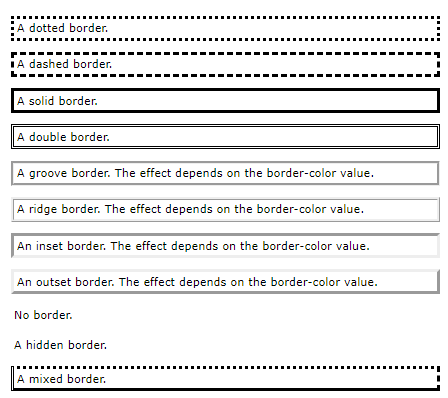 A dotted border.
A dashed border.
A solid border.
A double border.
A groove border. The effect depends on the border-color value.
A ridge border. The effect depends on the border-color value.
An inset border. The effect depends on the border-color value.
An outset border. The effect depends on the border-color value.
No border.
A hidden border.
A mixed border.